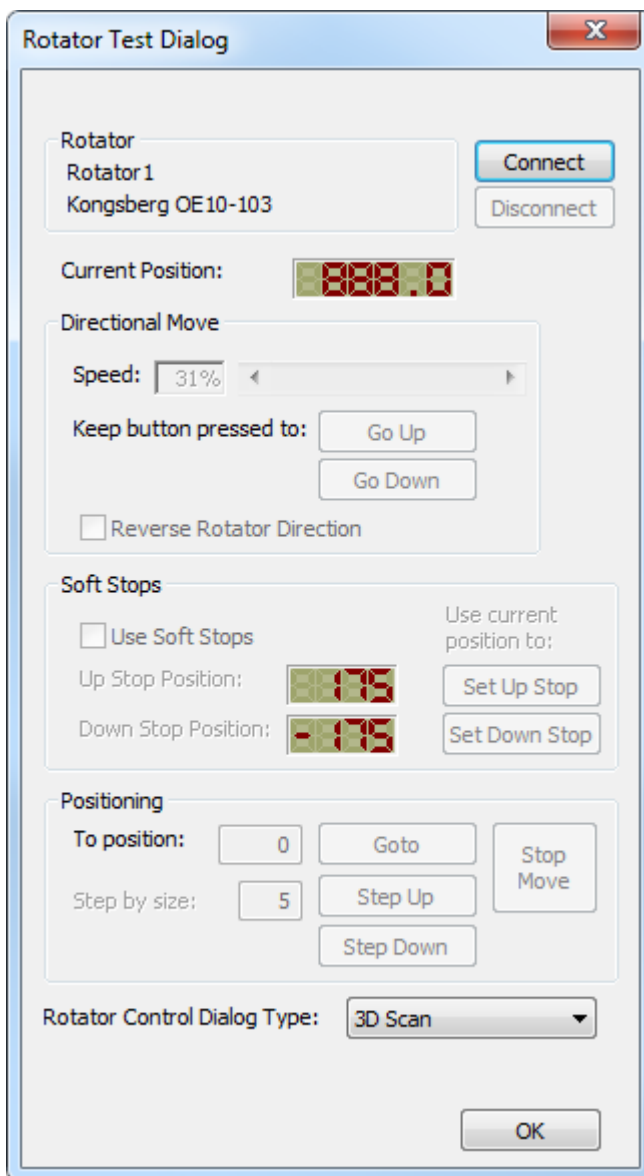 Rotator Test Dialog
Rotator
Rotator1
Kongsberg OE10-103
Connect
Disconnect
Current Position: 888.0
Directional Move
Speed: 31%
Keep button pressed to: Go Up
Go Down
Reverse Rotator Direction
Soft Stops
Use Soft Stops
Use current
position to:
Up Stop Position: 175 Set Up Stop
Down Stop Position: -175 Set Down Stop
Positioning
To position: 0 Goto
Stop
Move
Step by size: 5 Step Up
Step Down
Rotator Control Dialog Type: 3D Scan
OK